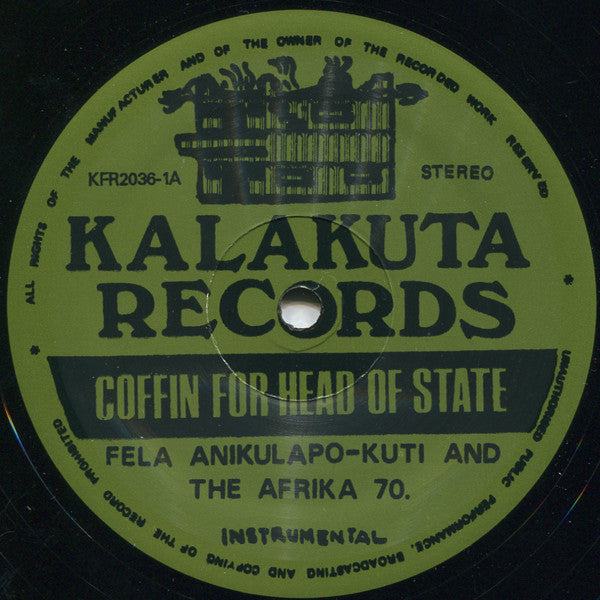 ALL RIGHTS OF THE MANUFACTURER AND OF THE OWNER OF THE RECORDED WORK RESERVED
KFR2036-1A
STEREO
KALAKUTA
RECORDS
COFFIN FOR HEAD OF STATE
FELA ANIKULAPO-KUTI AND
THE AFRIKA 70.
INSTRUMENTAL
* UNAUTHORISED PUBLIC PERFORMANCE, BROADCASTING AND COPYING OF THE RECORD PROHIBITED *